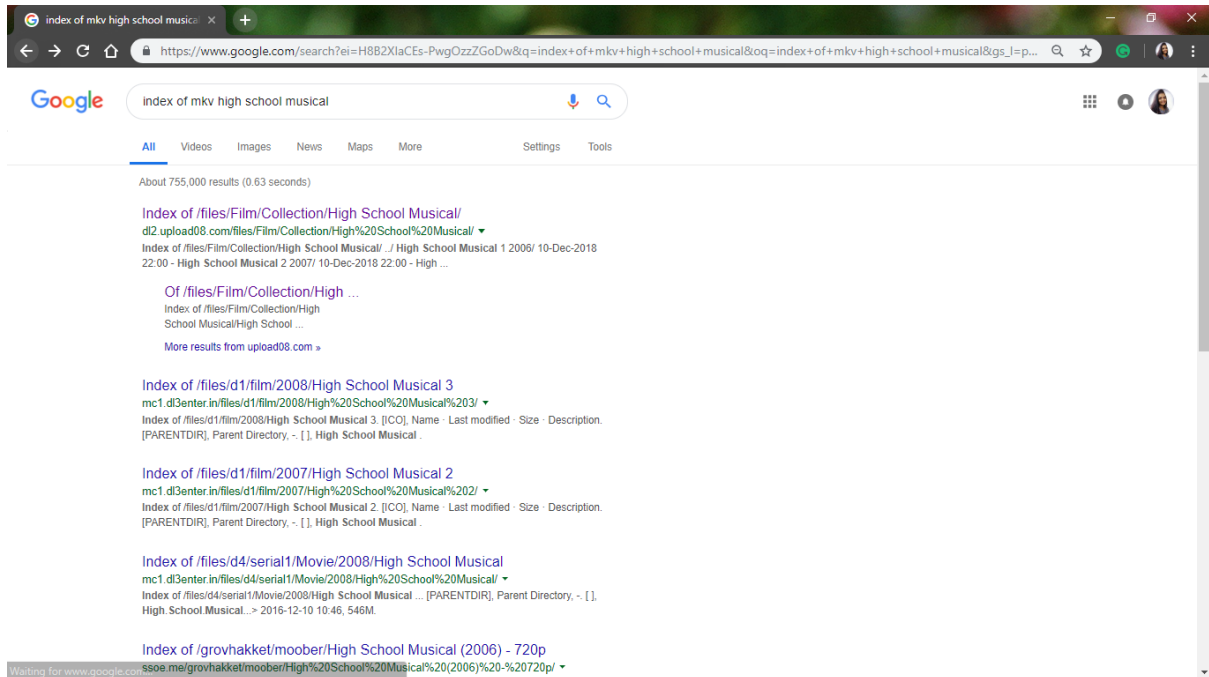 index of mkv high school musical
https://www.google.com/search?ei=H8B2XIaCEs-PwgOzzZGoDw&q=index+of+mkv+high+school+musical&oq=index+of+mkv+high+school+musical&gs_l=p...
Google
index of mkv high school musical
All Videos Images News Maps More Settings Tools
About 755,000 results (0.63 seconds)
Index of /files/Film/Collection/High School Musical/
dl2.upload08.com/files/Film/Collection/High%20School%20Musical/
Index of /files/Film/Collection/High School Musical/ ../ High School Musical 1 2006/ 10-Dec-2018
22:00 - High School Musical 2 2007/ 10-Dec-2018 22:00 - High ...
Of /files/Film/Collection/High ...
Index of /files/Film/Collection/High
School Musical/High School ...
More results from upload08.com »
Index of /files/d1/film/2008/High School Musical 3
mc1.dl3enter.in/files/d1/film/2008/High%20School%20Musical%203/
Index of /files/d1/film/2008/High School Musical 3. [ICO], Name · Last modified · Size · Description.
[PARENTDIR], Parent Directory, -. [ ], High School Musical .
Index of /files/d1/film/2007/High School Musical 2
mc1.dl3enter.in/files/d1/film/2007/High%20School%20Musical%202/
Index of /files/d1/film/2007/High School Musical 2. [ICO], Name · Last modified · Size · Description.
[PARENTDIR], Parent Directory, -. [ ], High School Musical .
Index of /files/d4/serial1/Movie/2008/High School Musical
mc1.dl3enter.in/files/d4/serial1/Movie/2008/High%20School%20Musical/
Index of /files/d4/serial1/Movie/2008/High School Musical ... [PARENTDIR], Parent Directory, -. [ ],
High.School.Musical...> 2016-12-10 10:46, 546M.
Index of /grovhakket/moober/High School Musical (2006) - 720p
ssoe.me/grovhakket/moober/High%20School%20Musical%20(2006)%20-%20720p/
Waiting for www.google.com...